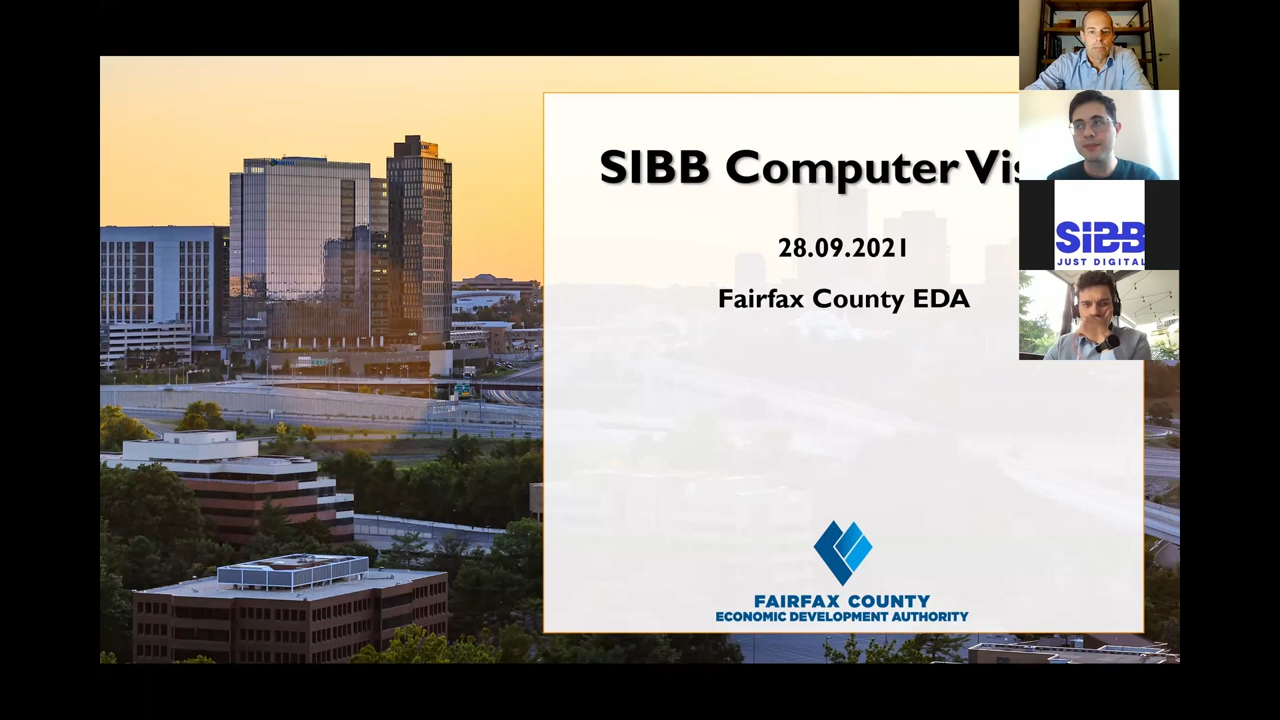 SIBB Computer Vis
28.09.2021
Fairfax County EDA
SiBB
JUST DIGITAL
FAIRFAX COUNTY
ECONOMIC DEVELOPMENT AUTHORITY